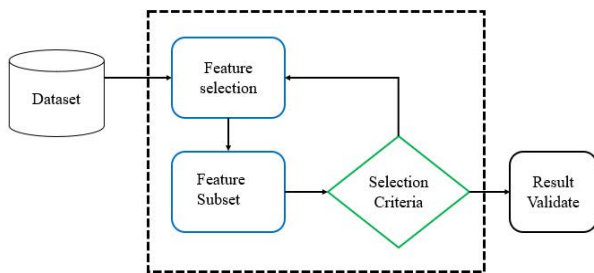 Dataset
Feature
selection
Feature
Subset
Selection
Criteria
Result
Validate